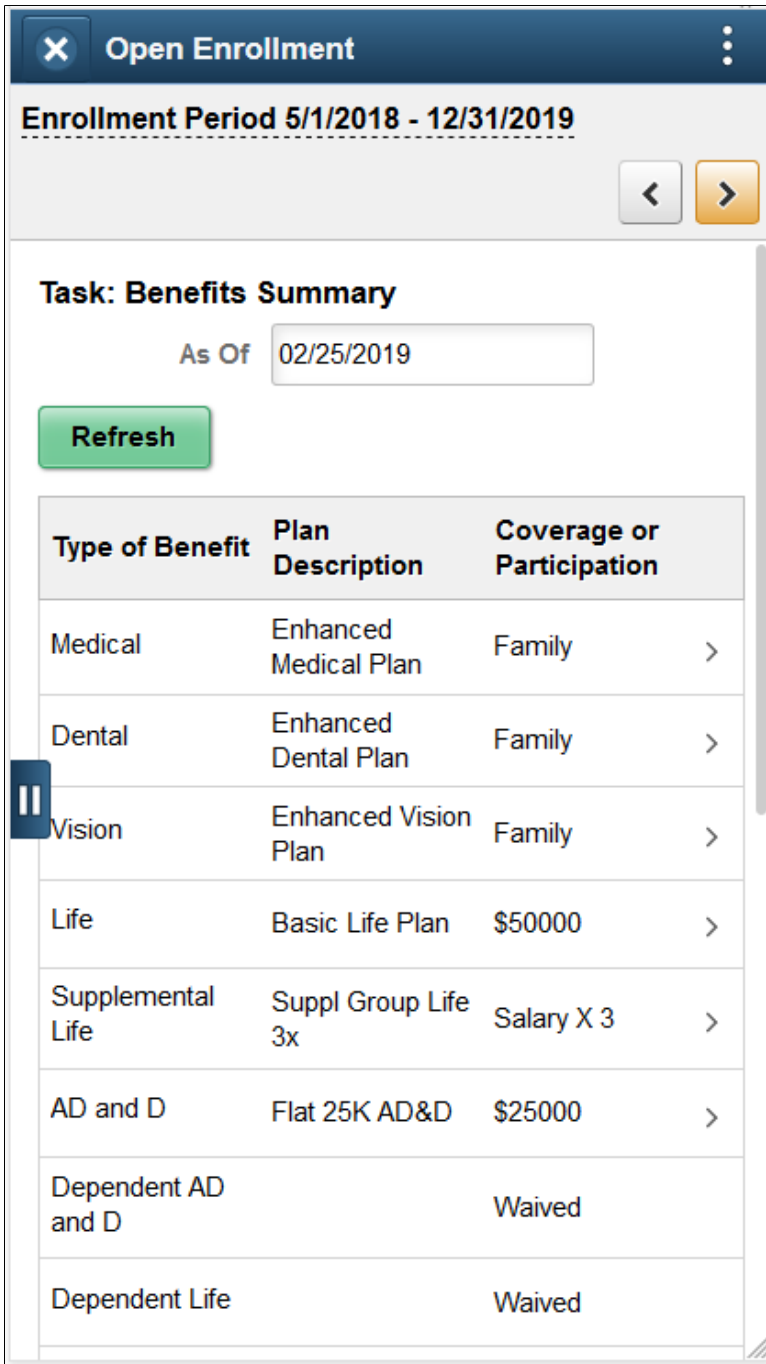 Open Enrollment
Enrollment Period 5/1/2018 - 12/31/2019
Task: Benefits Summary
As Of 02/25/2019
Refresh
Type of Benefit Plan Description Coverage or Participation
Medical Enhanced Medical Plan Family
Dental Enhanced Dental Plan Family
Vision Enhanced Vision Plan Family
Life Basic Life Plan $50000
Supplemental Life Suppl Group Life 3x Salary X 3
AD and D Flat 25K AD&D $25000
Dependent AD and D Waived
Dependent Life Waived